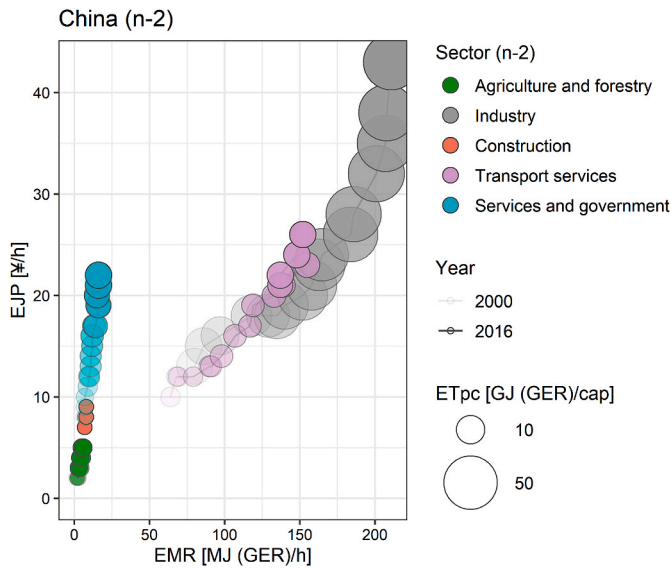 China (n-2)
EJP [¥/h]
40
30
20
10
0
0 50 100 150 200
EMR [MJ (GER)/h]
Sector (n-2)
Agriculture and forestry
Industry
Construction
Transport services
Services and government
Year
2000
2016
ETpc [GJ (GER)/cap]
10
50